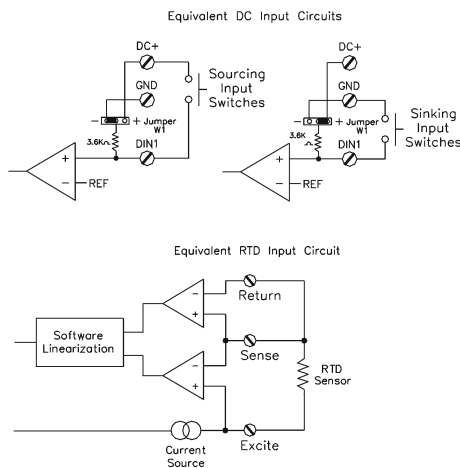 Equivalent DC Input Circuits
DC+
GND
Sourcing
Input
Switches
- + Jumper
W1
3.6K
DIN1
+
-
REF
DC+
GND
Sinking
Input
Switches
- + Jumper
W1
3.6K
DIN1
+
-
REF
Equivalent RTD Input Circuit
-
+
Return
Software
Linearization
-
+
Sense
RTD
Sensor
Excite
Current
Source